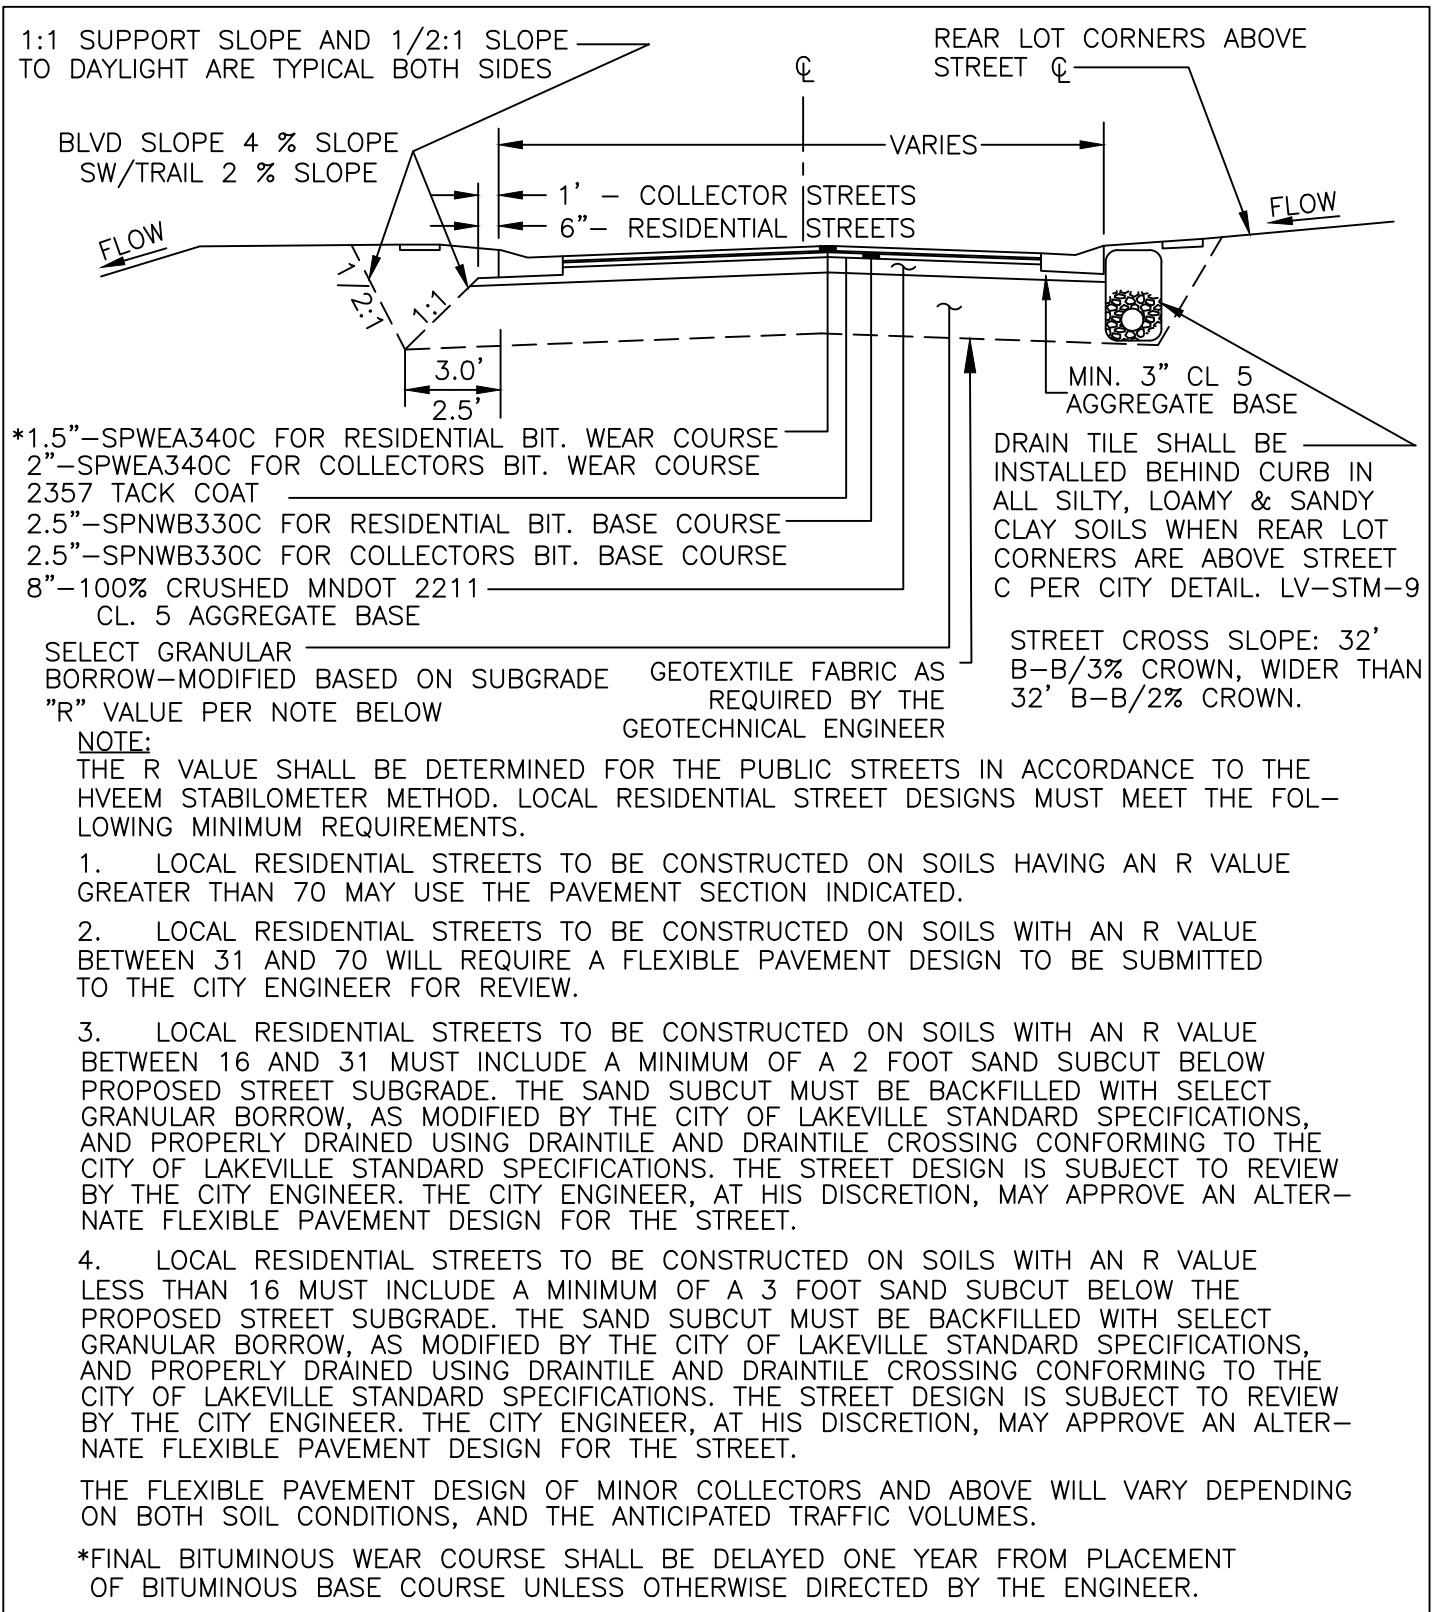 1:1 SUPPORT SLOPE AND 1/2:1 SLOPE
TO DAYLIGHT ARE TYPICAL BOTH SIDES
REAR LOT CORNERS ABOVE
STREET ℄
℄
BLVD SLOPE 4 % SLOPE
SW/TRAIL 2 % SLOPE
VARIES
1' - COLLECTOR STREETS
6"- RESIDENTIAL STREETS
FLOW
FLOW
1/2:1
1:1
3.0'
2.5'
MIN. 3" CL 5
AGGREGATE BASE
*1.5"-SPWEA340C FOR RESIDENTIAL BIT. WEAR COURSE
2"-SPWEA340C FOR COLLECTORS BIT. WEAR COURSE
2357 TACK COAT
2.5"-SPNWB330C FOR RESIDENTIAL BIT. BASE COURSE
2.5"-SPNWB330C FOR COLLECTORS BIT. BASE COURSE
8"-100% CRUSHED MNDOT 2211
CL. 5 AGGREGATE BASE
DRAIN TILE SHALL BE
INSTALLED BEHIND CURB IN
ALL SILTY, LOAMY & SANDY
CLAY SOILS WHEN REAR LOT
CORNERS ARE ABOVE STREET
C PER CITY DETAIL. LV-STM-9
SELECT GRANULAR
BORROW-MODIFIED BASED ON SUBGRADE
"R" VALUE PER NOTE BELOW
GEOTEXTILE FABRIC AS
REQUIRED BY THE
GEOTECHNICAL ENGINEER
STREET CROSS SLOPE: 32'
B-B/3% CROWN, WIDER THAN
32' B-B/2% CROWN.
NOTE:
THE R VALUE SHALL BE DETERMINED FOR THE PUBLIC STREETS IN ACCORDANCE TO THE
HVEEM STABILOMETER METHOD. LOCAL RESIDENTIAL STREET DESIGNS MUST MEET THE FOL-
LOWING MINIMUM REQUIREMENTS.
1. LOCAL RESIDENTIAL STREETS TO BE CONSTRUCTED ON SOILS HAVING AN R VALUE
GREATER THAN 70 MAY USE THE PAVEMENT SECTION INDICATED.
2. LOCAL RESIDENTIAL STREETS TO BE CONSTRUCTED ON SOILS WITH AN R VALUE
BETWEEN 31 AND 70 WILL REQUIRE A FLEXIBLE PAVEMENT DESIGN TO BE SUBMITTED
TO THE CITY ENGINEER FOR REVIEW.
3. LOCAL RESIDENTIAL STREETS TO BE CONSTRUCTED ON SOILS WITH AN R VALUE
BETWEEN 16 AND 31 MUST INCLUDE A MINIMUM OF A 2 FOOT SAND SUBCUT BELOW
PROPOSED STREET SUBGRADE. THE SAND SUBCUT MUST BE BACKFILLED WITH SELECT
GRANULAR BORROW, AS MODIFIED BY THE CITY OF LAKEVILLE STANDARD SPECIFICATIONS,
AND PROPERLY DRAINED USING DRAINTILE AND DRAINTILE CROSSING CONFORMING TO THE
CITY OF LAKEVILLE STANDARD SPECIFICATIONS. THE STREET DESIGN IS SUBJECT TO REVIEW
BY THE CITY ENGINEER. THE CITY ENGINEER, AT HIS DISCRETION, MAY APPROVE AN ALTER-
NATE FLEXIBLE PAVEMENT DESIGN FOR THE STREET.
4. LOCAL RESIDENTIAL STREETS TO BE CONSTRUCTED ON SOILS WITH AN R VALUE
LESS THAN 16 MUST INCLUDE A MINIMUM OF A 3 FOOT SAND SUBCUT BELOW THE
PROPOSED STREET SUBGRADE. THE SAND SUBCUT MUST BE BACKFILLED WITH SELECT
GRANULAR BORROW, AS MODIFIED BY THE CITY OF LAKEVILLE STANDARD SPECIFICATIONS,
AND PROPERLY DRAINED USING DRAINTILE AND DRAINTILE CROSSING CONFORMING TO THE
CITY OF LAKEVILLE STANDARD SPECIFICATIONS. THE STREET DESIGN IS SUBJECT TO REVIEW
BY THE CITY ENGINEER. THE CITY ENGINEER, AT HIS DISCRETION, MAY APPROVE AN ALTER-
NATE FLEXIBLE PAVEMENT DESIGN FOR THE STREET.
THE FLEXIBLE PAVEMENT DESIGN OF MINOR COLLECTORS AND ABOVE WILL VARY DEPENDING
ON BOTH SOIL CONDITIONS, AND THE ANTICIPATED TRAFFIC VOLUMES.
*FINAL BITUMINOUS WEAR COURSE SHALL BE DELAYED ONE YEAR FROM PLACEMENT
OF BITUMINOUS BASE COURSE UNLESS OTHERWISE DIRECTED BY THE ENGINEER.